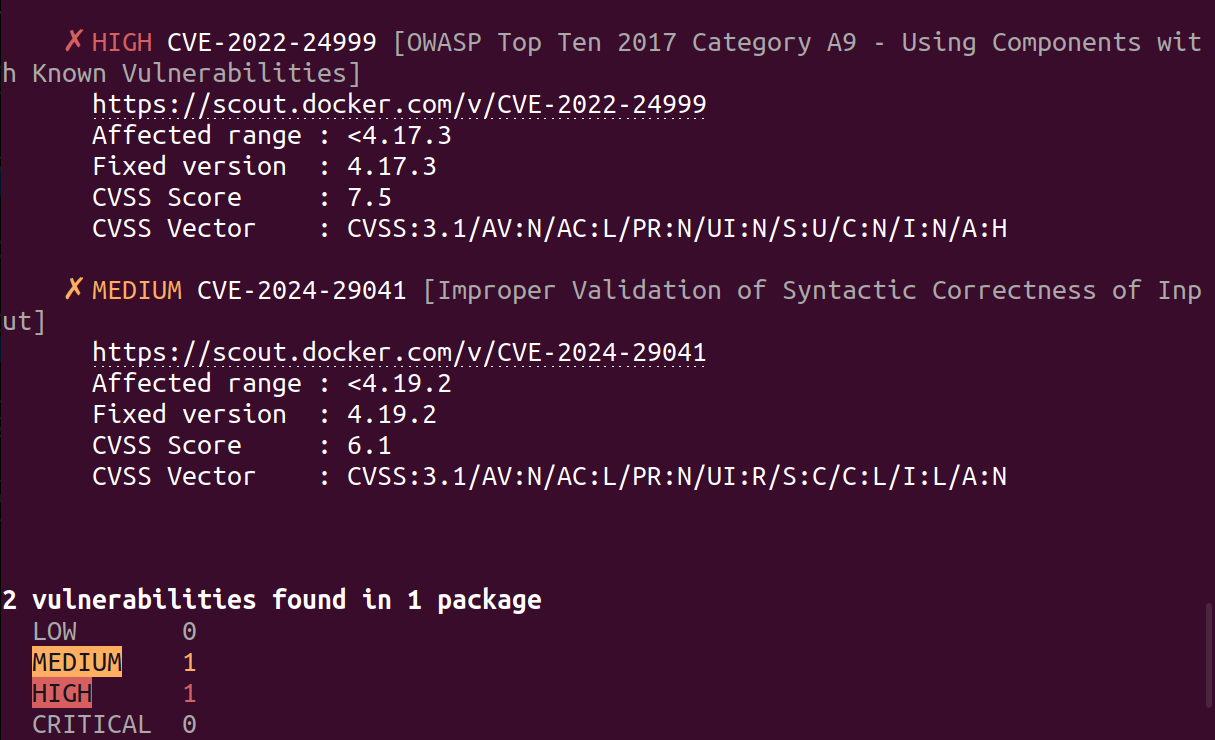 ✗ HIGH CVE-2022-24999 [OWASP Top Ten 2017 Category A9 - Using Components wit
h Known Vulnerabilities]
https://scout.docker.com/v/CVE-2022-24999
Affected range : <4.17.3
Fixed version  : 4.17.3
CVSS Score     : 7.5
CVSS Vector    : CVSS:3.1/AV:N/AC:L/PR:N/UI:N/S:U/C:N/I:N/A:H
✗ MEDIUM CVE-2024-29041 [Improper Validation of Syntactic Correctness of Inp
ut]
https://scout.docker.com/v/CVE-2024-29041
Affected range : <4.19.2
Fixed version  : 4.19.2
CVSS Score     : 6.1
CVSS Vector    : CVSS:3.1/AV:N/AC:L/PR:N/UI:R/S:C/C:L/I:L/A:N
2 vulnerabilities found in 1 package
LOW       0
MEDIUM    1
HIGH      1
CRITICAL  0